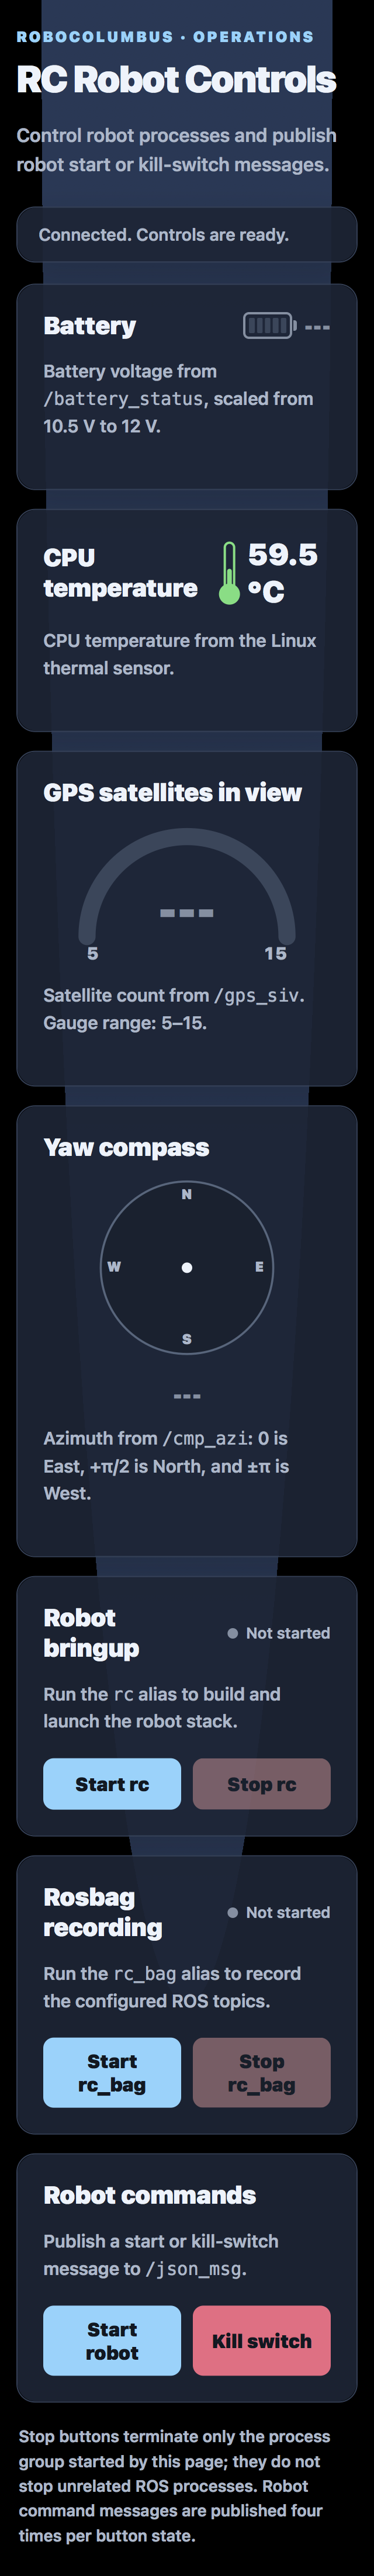 ROBOCOLUMBUS · OPERATIONS
RC Robot Controls
Control robot processes and publish
robot start or kill-switch messages.
Connected. Controls are ready.
Battery
---
Battery voltage from
/battery_status, scaled from
10.5 V to 12 V.
CPU
temperature
59.5
°C
CPU temperature from the Linux
thermal sensor.
GPS satellites in view
---
5
15
Satellite count from /gps_siv.
Gauge range: 5–15.
Yaw compass
N
W
E
S
---
Azimuth from /cmp_azi: 0 is
East, +π/2 is North, and ±π is
West.
Robot
bringup
Not started
Run the rc alias to build and
launch the robot stack.
Start rc
Stop rc
Rosbag
recording
Not started
Run the rc_bag alias to record
the configured ROS topics.
Start
rc_bag
Stop
rc_bag
Robot commands
Publish a start or kill-switch
message to /json_msg.
Start
robot
Kill switch
Stop buttons terminate only the process
group started by this page; they do not
stop unrelated ROS processes. Robot
command messages are published four
times per button state.